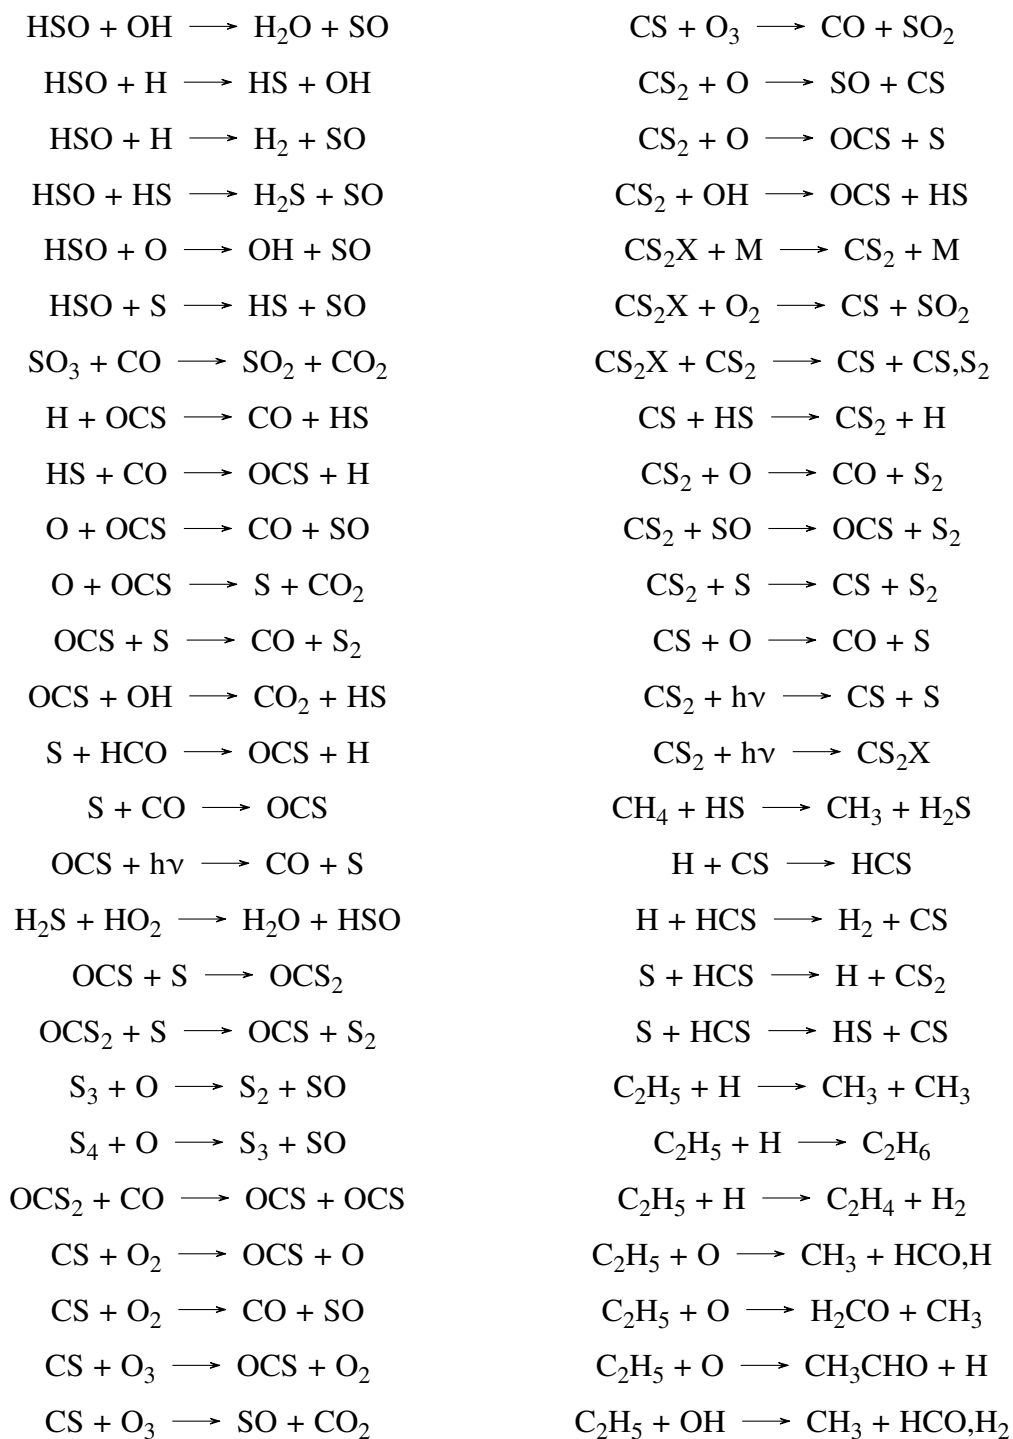 HSO + OH ⟶ H₂O + SO
HSO + H ⟶ HS + OH
HSO + H ⟶ H₂ + SO
HSO + HS ⟶ H₂S + SO
HSO + O ⟶ OH + SO
HSO + S ⟶ HS + SO
SO₃ + CO ⟶ SO₂ + CO₂
H + OCS ⟶ CO + HS
HS + CO ⟶ OCS + H
O + OCS ⟶ CO + SO
O + OCS ⟶ S + CO₂
OCS + S ⟶ CO + S₂
OCS + OH ⟶ CO₂ + HS
S + HCO ⟶ OCS + H
S + CO ⟶ OCS
OCS + hν ⟶ CO + S
H₂S + HO₂ ⟶ H₂O + HSO
OCS + S ⟶ OCS₂
OCS₂ + S ⟶ OCS + S₂
S₃ + O ⟶ S₂ + SO
S₄ + O ⟶ S₃ + SO
OCS₂ + CO ⟶ OCS + OCS
CS + O₂ ⟶ OCS + O
CS + O₂ ⟶ CO + SO
CS + O₃ ⟶ OCS + O₂
CS + O₃ ⟶ SO + CO₂
CS + O₃ ⟶ CO + SO₂
CS₂ + O ⟶ SO + CS
CS₂ + O ⟶ OCS + S
CS₂ + OH ⟶ OCS + HS
CS₂X + M ⟶ CS₂ + M
CS₂X + O₂ ⟶ CS + SO₂
CS₂X + CS₂ ⟶ CS + CS,S₂
CS + HS ⟶ CS₂ + H
CS₂ + O ⟶ CO + S₂
CS₂ + SO ⟶ OCS + S₂
CS₂ + S ⟶ CS + S₂
CS + O ⟶ CO + S
CS₂ + hν ⟶ CS + S
CS₂ + hν ⟶ CS₂X
CH₄ + HS ⟶ CH₃ + H₂S
H + CS ⟶ HCS
H + HCS ⟶ H₂ + CS
S + HCS ⟶ H + CS₂
S + HCS ⟶ HS + CS
C₂H₅ + H ⟶ CH₃ + CH₃
C₂H₅ + H ⟶ C₂H₆
C₂H₅ + H ⟶ C₂H₄ + H₂
C₂H₅ + O ⟶ CH₃ + HCO,H
C₂H₅ + O ⟶ H₂CO + CH₃
C₂H₅ + O ⟶ CH₃CHO + H
C₂H₅ + OH ⟶ CH₃ + HCO,H₂